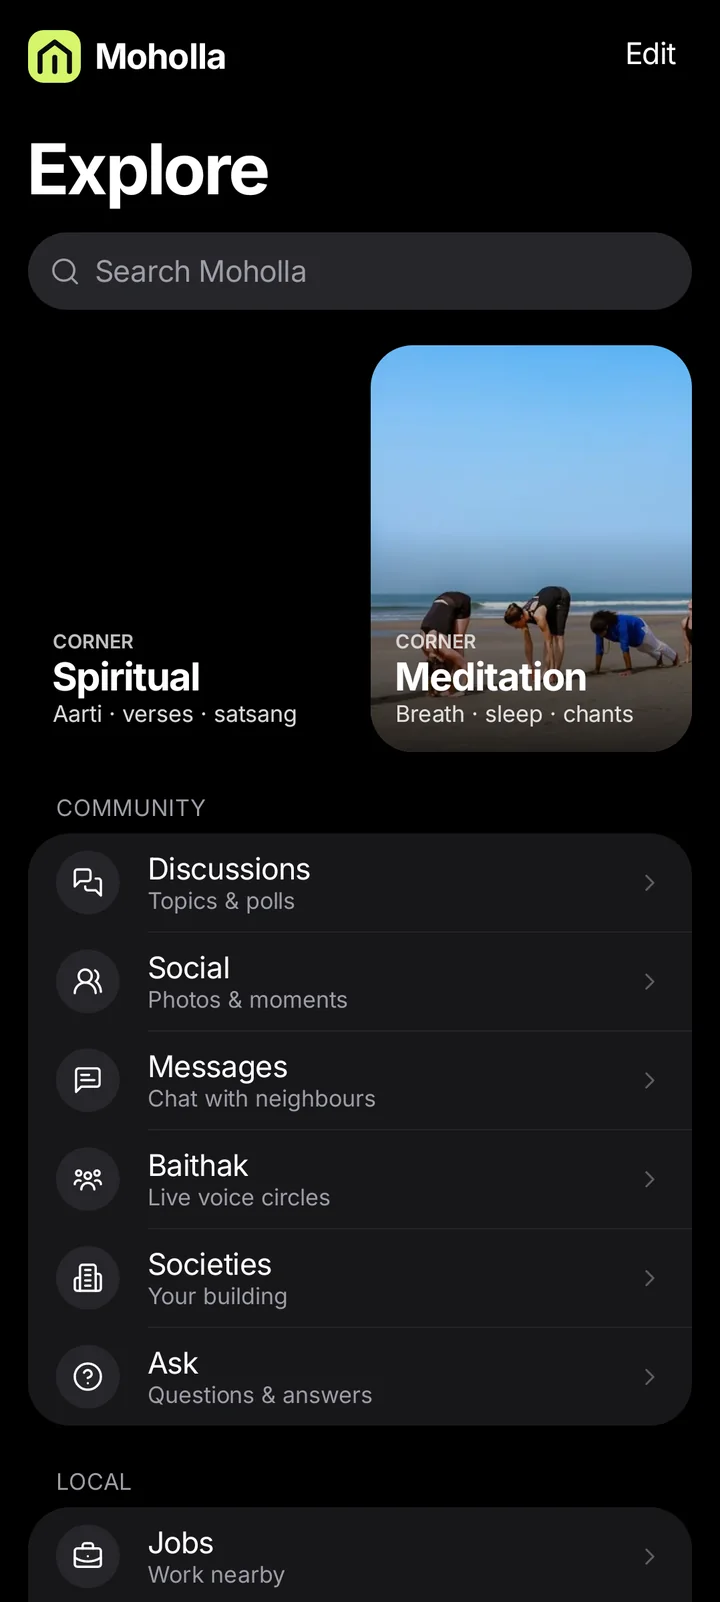 Moholla
Edit
Explore
Search Moholla
CORNER
Spiritual
Aarti · verses · satsang
CORNER
Meditation
Breath · sleep · chants
COMMUNITY
Discussions
Topics & polls
Social
Photos & moments
Messages
Chat with neighbours
Baithak
Live voice circles
Societies
Your building
Ask
Questions & answers
LOCAL
Jobs
Work nearby